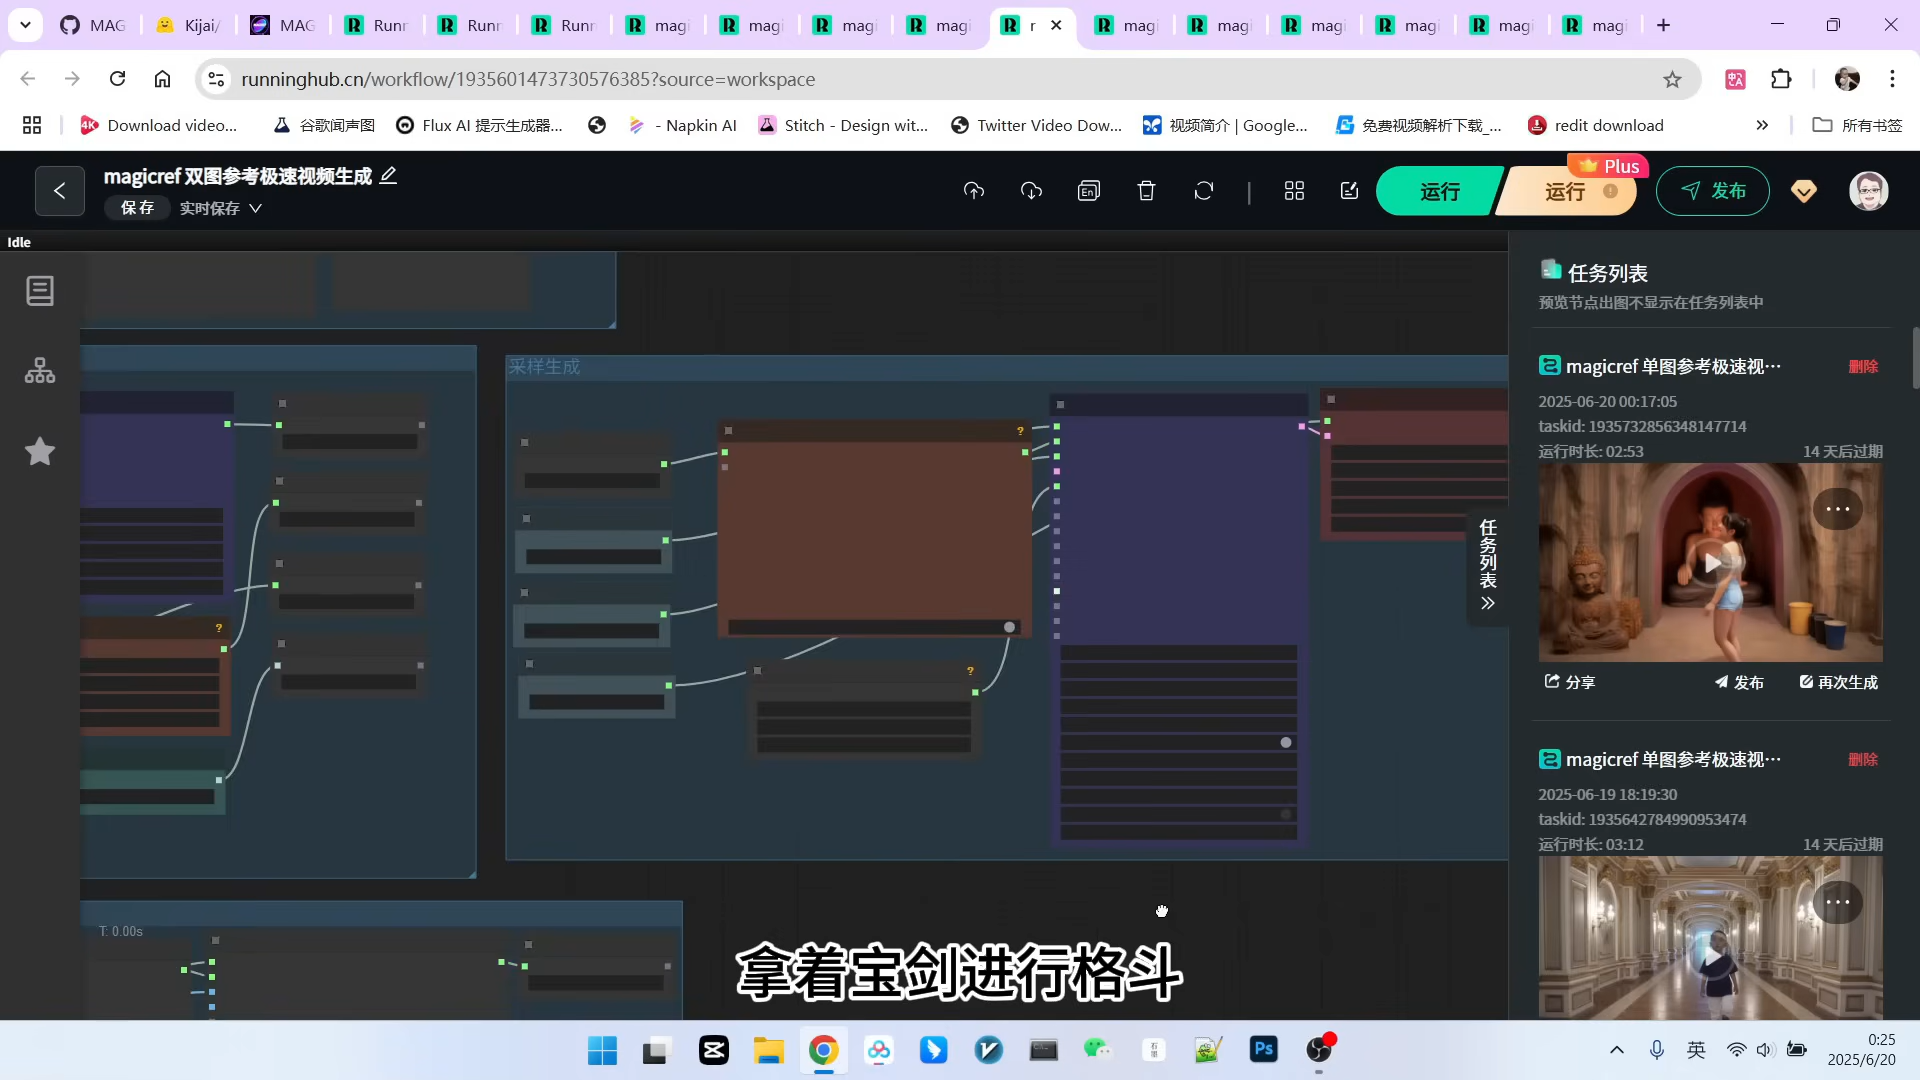 MAG
Kijai/
MAG
Runr
Runr
Runr
magi
magi
magi
magi
r
magi
magi
magi
magi
magi
magi
runninghub.cn/workflow/1935601473730576385?source=workspace
Download video...
谷歌闻声图
Flux AI 提示生成器...
- Napkin AI
Stitch - Design wit...
Twitter Video Dow...
视频简介 | Google...
免费视频解析下载_...
redit download
所有书签
magicref 双图参考极速视频生成
保存
实时保存
En
运行
运行
Plus
发布
Idle
采样生成
?
?
?
T: 0.00s
任务列表
任务列表
预览节点出图不显示在任务列表中
magicref 单图参考极速视⋯
删除
2025-06-20 00:17:05
taskid: 1935732856348147714
运行时长: 02:53
14 天后过期
分享
发布
再次生成
magicref 单图参考极速视⋯
删除
2025-06-19 18:19:30
taskid: 1935642784990953474
运行时长: 03:12
14 天后过期
拿着宝剑进行格斗
Ps
英
0:25
2025/6/20